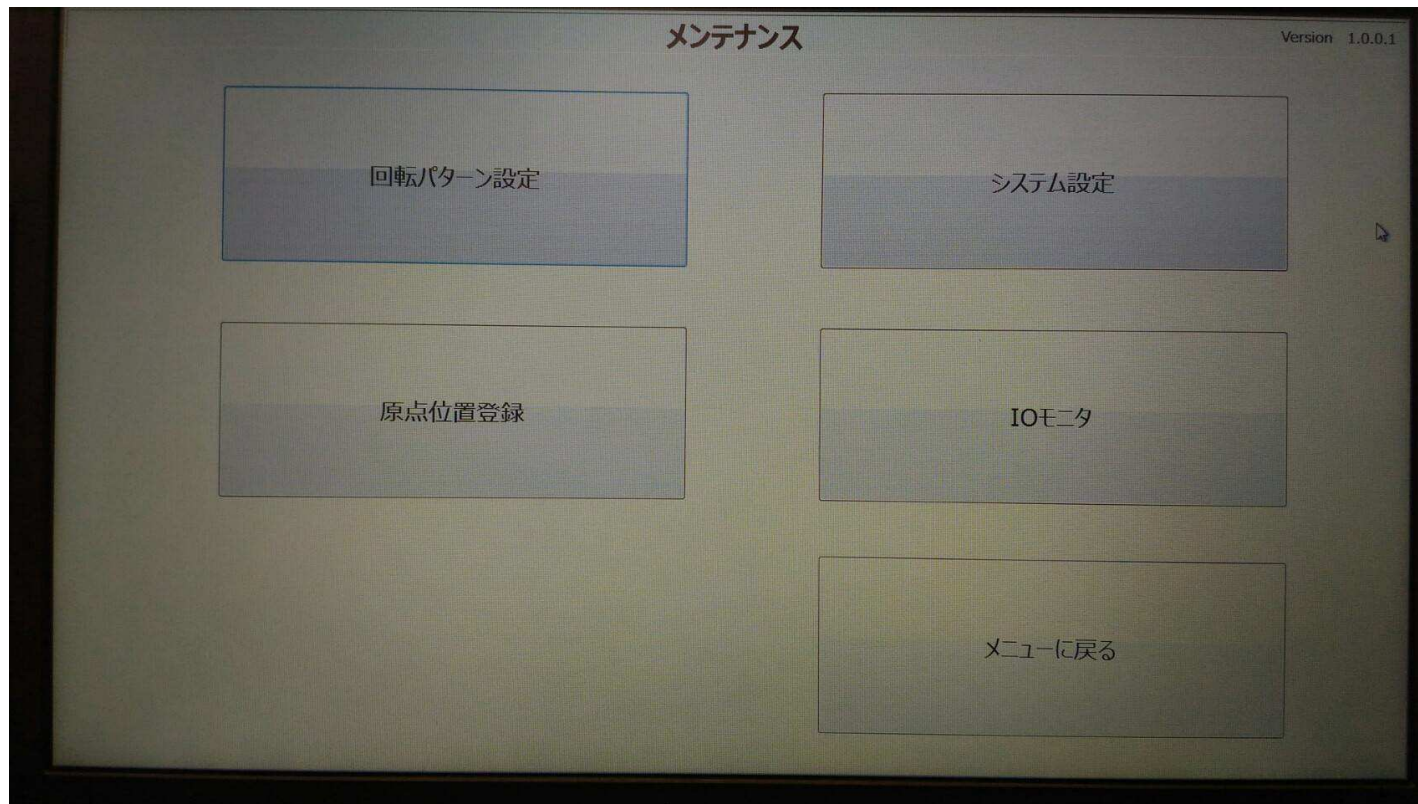 メンテナンス
Version 1.0.0.1
回転パターン設定
システム設定
原点位置登録
IOモニタ
メニューに戻る